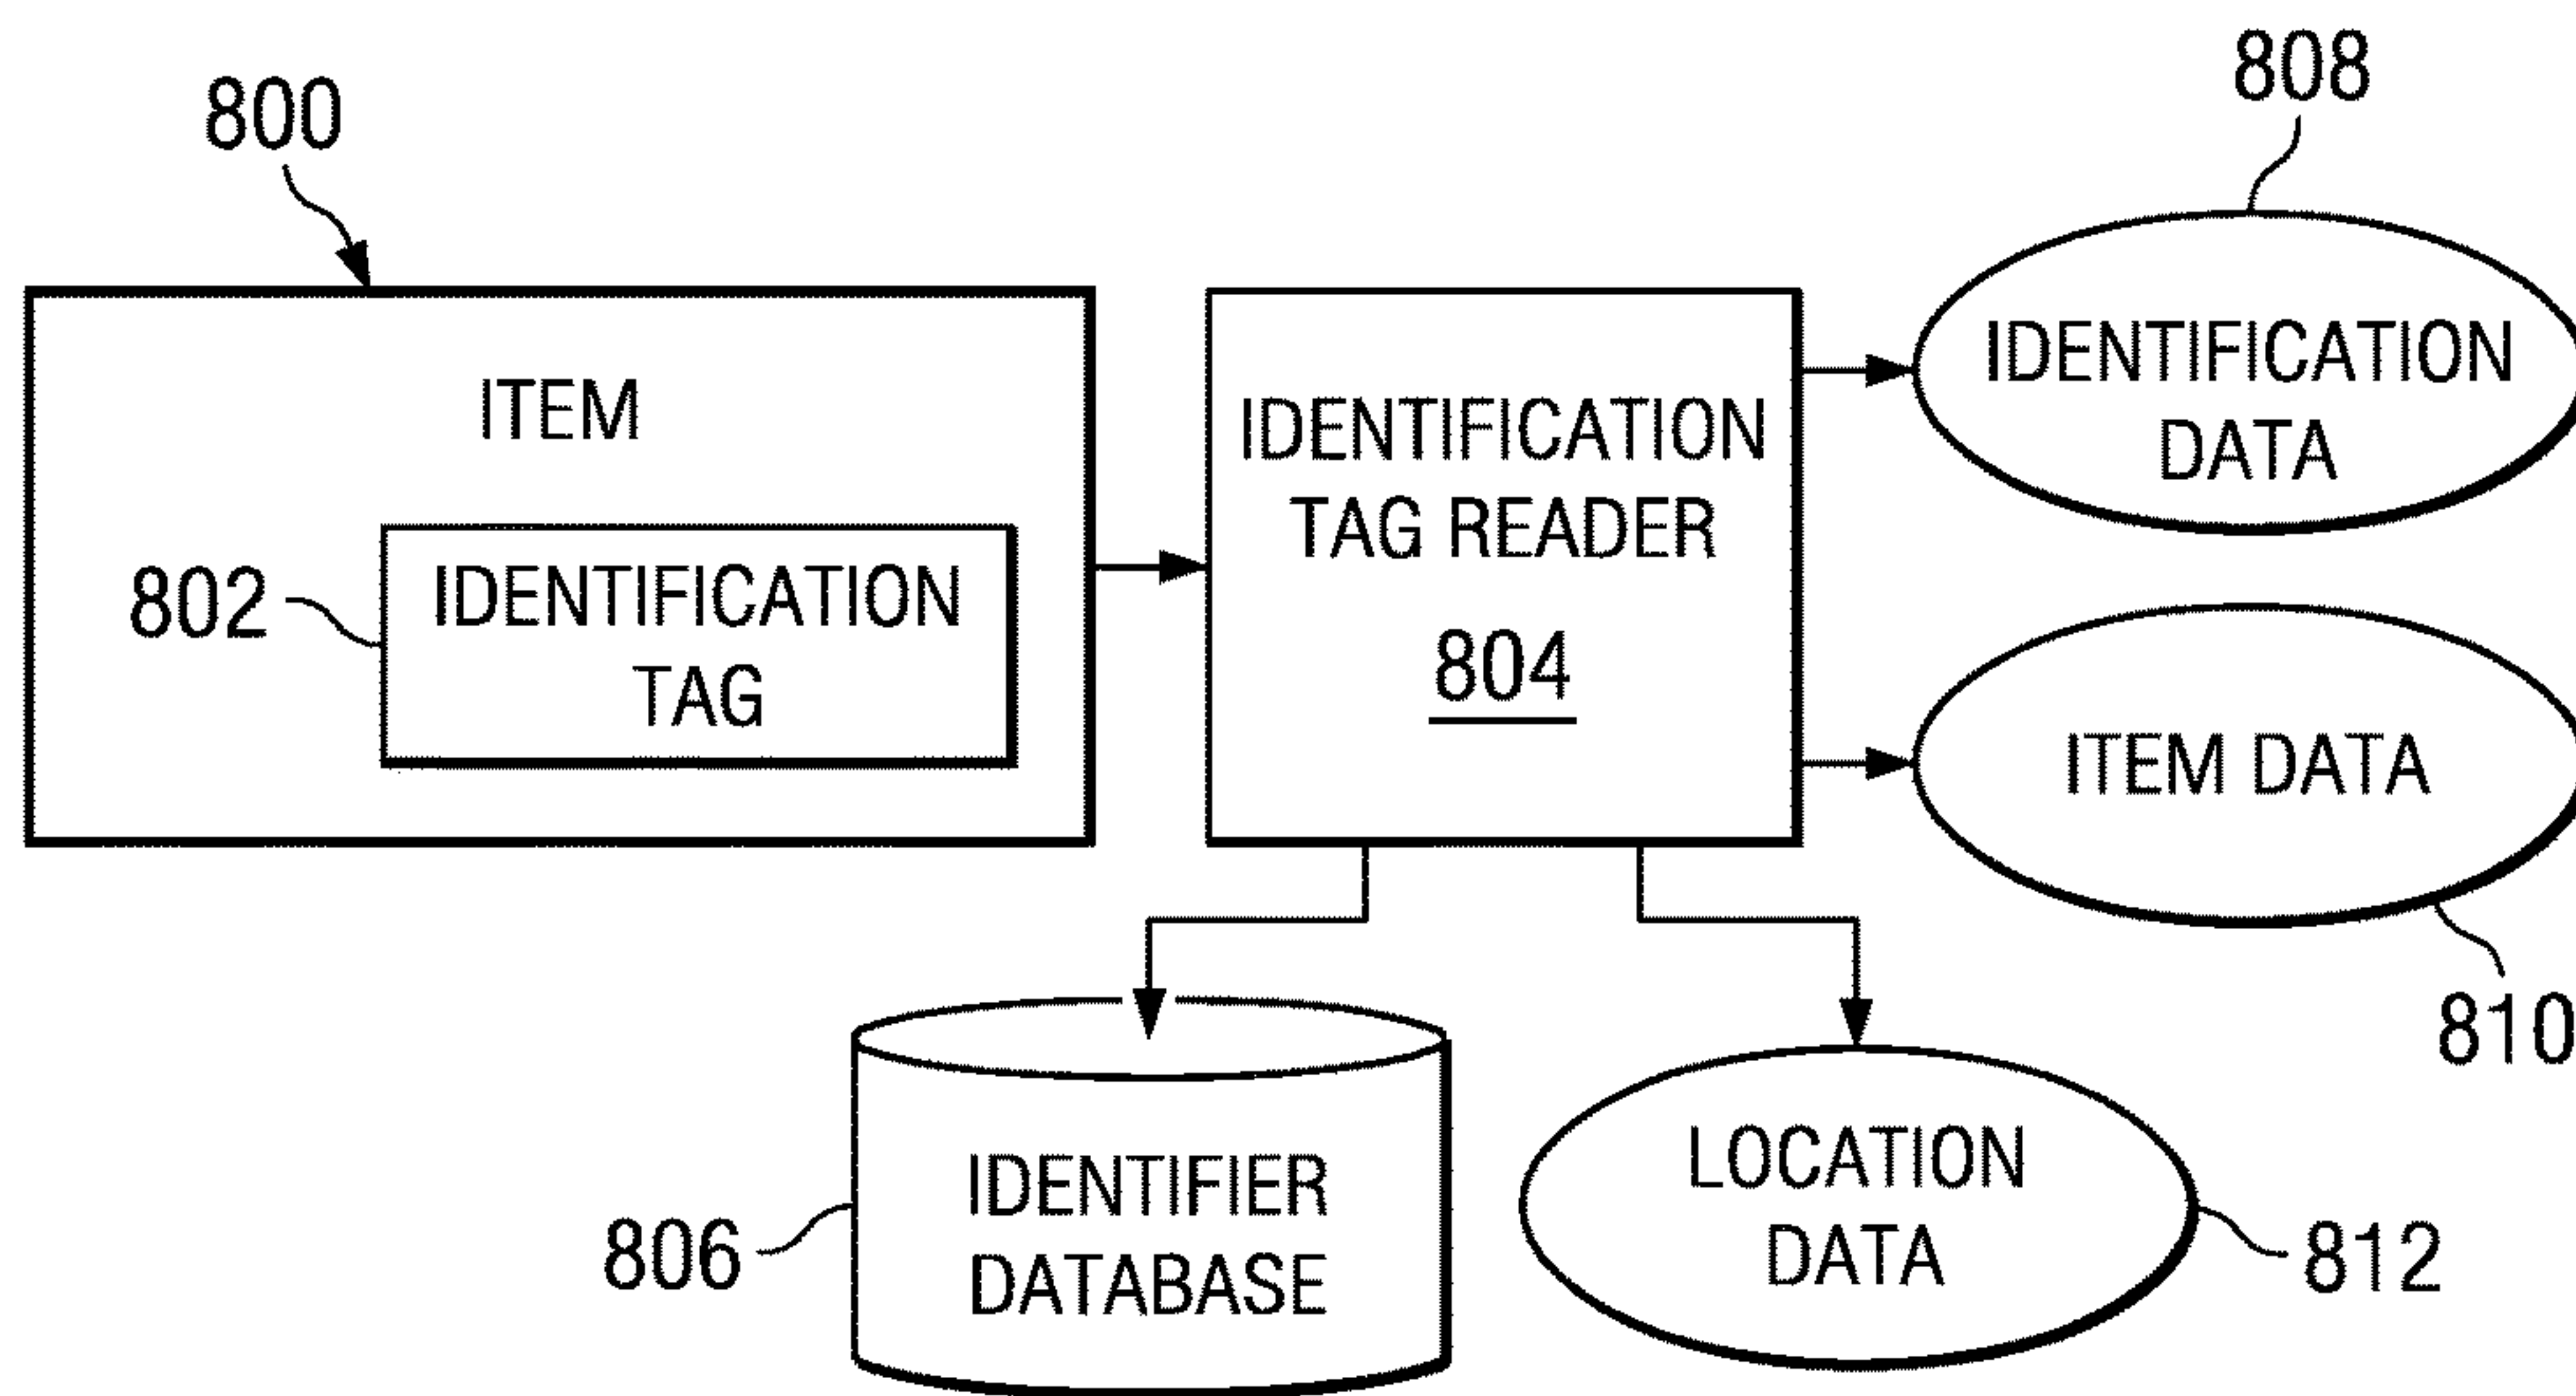 800
ITEM
802
IDENTIFICATION
TAG
IDENTIFICATION
TAG READER
804
808
IDENTIFICATION
DATA
ITEM DATA
810
806
IDENTIFIER
DATABASE
LOCATION
DATA
812